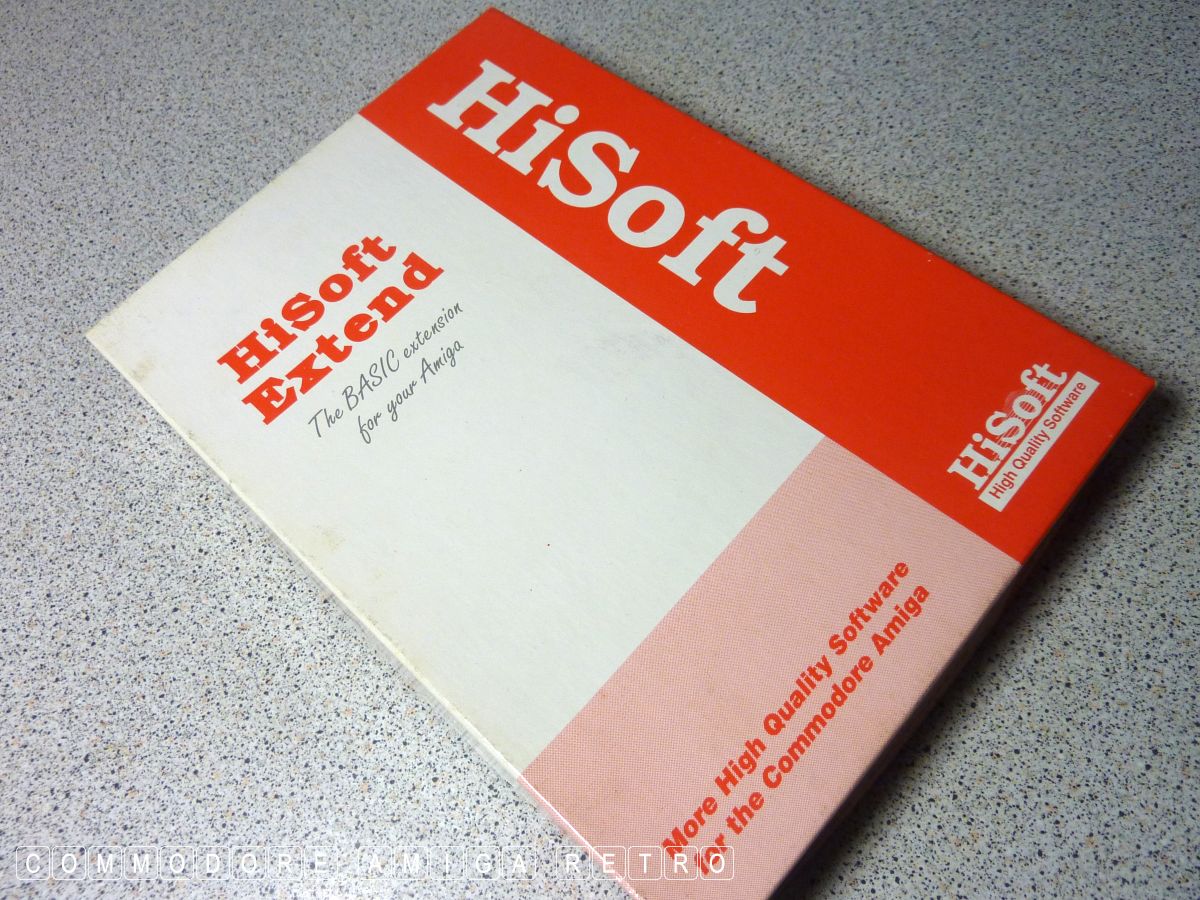 HiSoft
HiSoft
Extend
The BASIC extension
for your Amiga
HiSoft
High Quality Software
More High Quality Software
for the Commodore Amiga
COMMODORE AMIGA RETRO